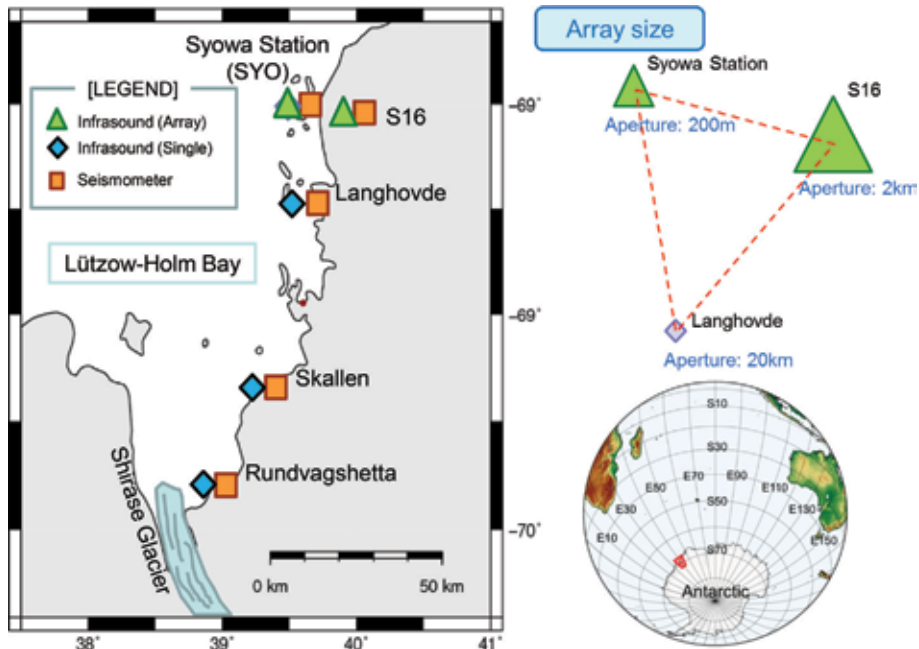 Syowa Station
(SYO)
[LEGEND]
Infrasound (Array)
Infrasound (Single)
Seismometer
S16
Langhovde
Lützow-Holm Bay
Skallen
Rundvagshetta
Shirase Glacier
0 km
50 km
38˚
39˚
40˚
41˚
-69˚
-69˚
-70˚
Array size
Syowa Station
S16
Aperture: 200m
Aperture: 2km
Langhovde
Aperture: 20km
S10
S30
S50
S70
E10
E30
E50
E70
E90
E110
E130
E150
Antarctic